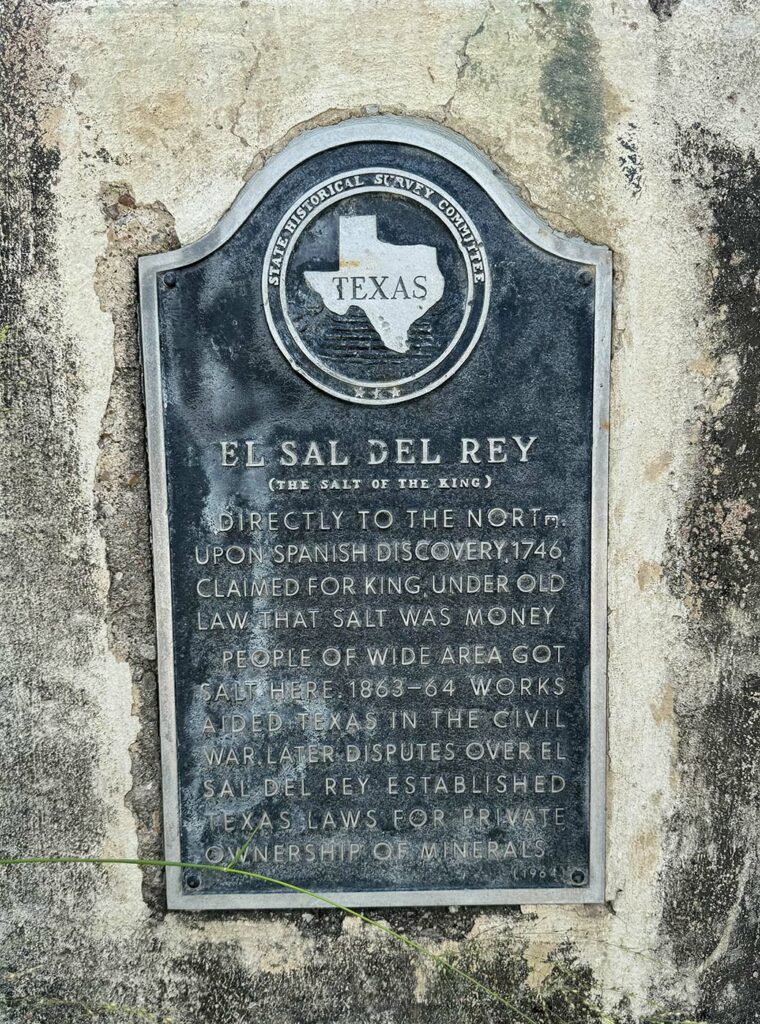 STATE HISTORICAL SURVEY COMMITTEE
TEXAS
EL SAL DEL REY
(THE SALT OF THE KING)
DIRECTLY TO THE NORTH.
UPON SPANISH DISCOVERY, 1746,
CLAIMED FOR KING, UNDER OLD
LAW THAT SALT WAS MONEY
PEOPLE OF WIDE AREA GOT
SALT HERE. 1863-64 WORKS
AIDED TEXAS IN THE CIVIL
WAR. LATER DISPUTES OVER EL
SAL DEL REY ESTABLISHED
TEXAS LAWS FOR PRIVATE
OWNERSHIP OF MINERALS.
(1964)